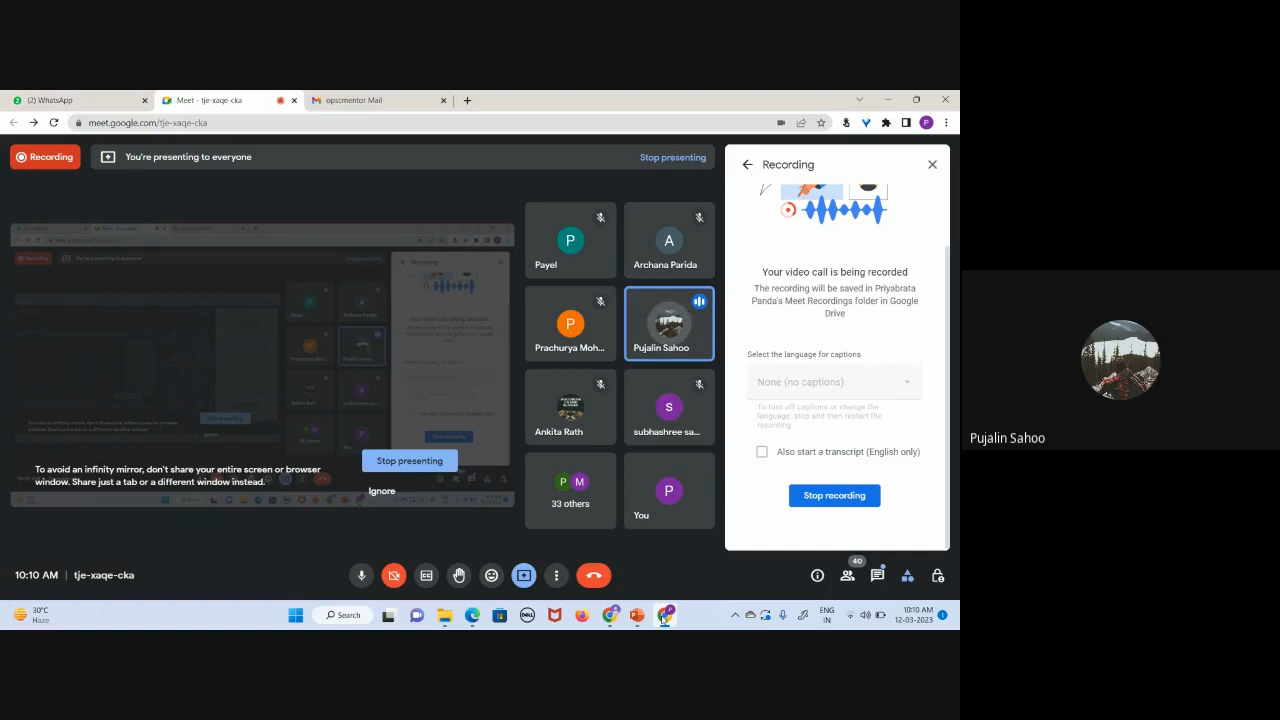 (2) WhatsApp
Meet - tje-xaqe-cka
opscmentor Mail
meet.google.com/tje-xaqe-cka
P
Recording
You're presenting to everyone
Stop presenting
Recording
P
Payel
A
Archana Parida
P
Prachurya Moh...
Pujalin Sahoo
Ankita Rath
S
subhashree sa...
P M
33 others
P
You
Your video call is being recorded
The recording will be saved in Priyabrata
Panda's Meet Recordings folder in Google
Drive
Select the language for captions
None (no captions)
To turn off captions or change the
language, stop and then restart the
recording
Also start a transcript (English only)
Stop recording
To avoid an infinity mirror, don't share your entire screen or browser
window. Share just a tab or a different window instead.
Stop presenting
Ignore
10:10 AM | tje-xaqe-cka
40
30°C
Haze
Search
DELL
ENG
IN
10:10 AM
12-03-2023
1
Pujalin Sahoo